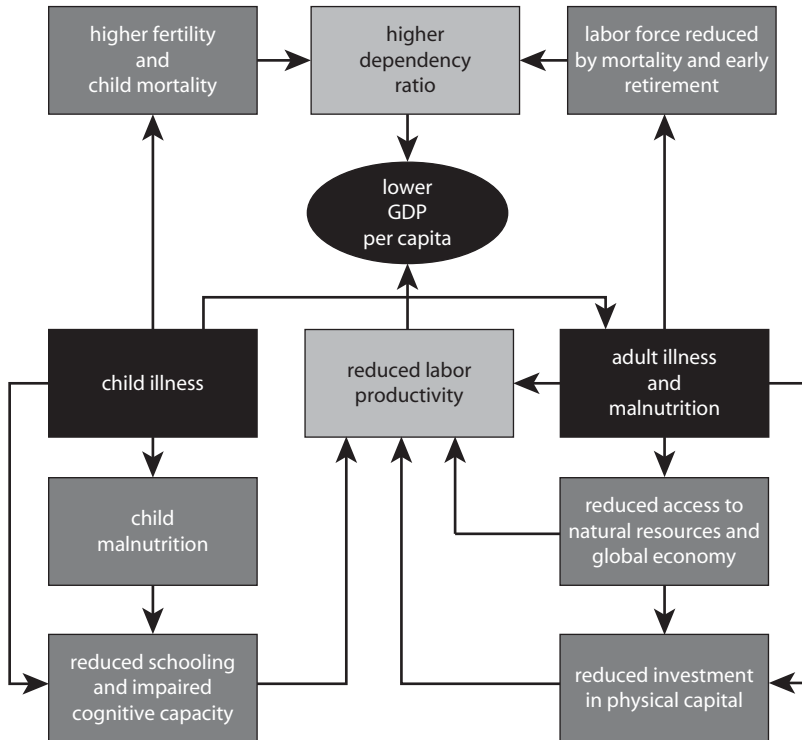 higher fertility
and
child mortality
higher
dependency
ratio
labor force reduced
by mortality and early
retirement
lower
GDP
per capita
child illness
reduced labor
productivity
adult illness
and
malnutrition
child
malnutrition
reduced access to
natural resources and
global economy
reduced schooling
and impaired
cognitive capacity
reduced investment
in physical capital